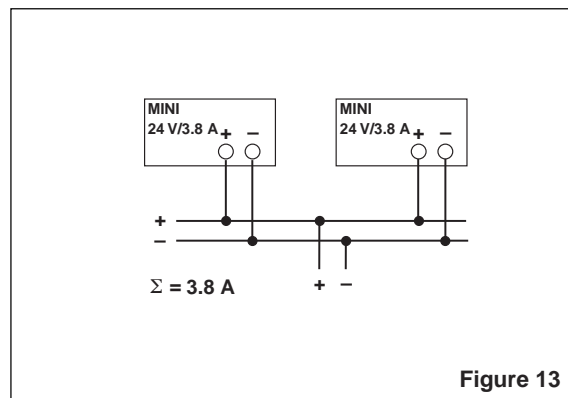 MINI
24 V/3.8 A + –
MINI
24 V/3.8 A + –
+
–
Σ = 3.8 A
+ –
Figure 13